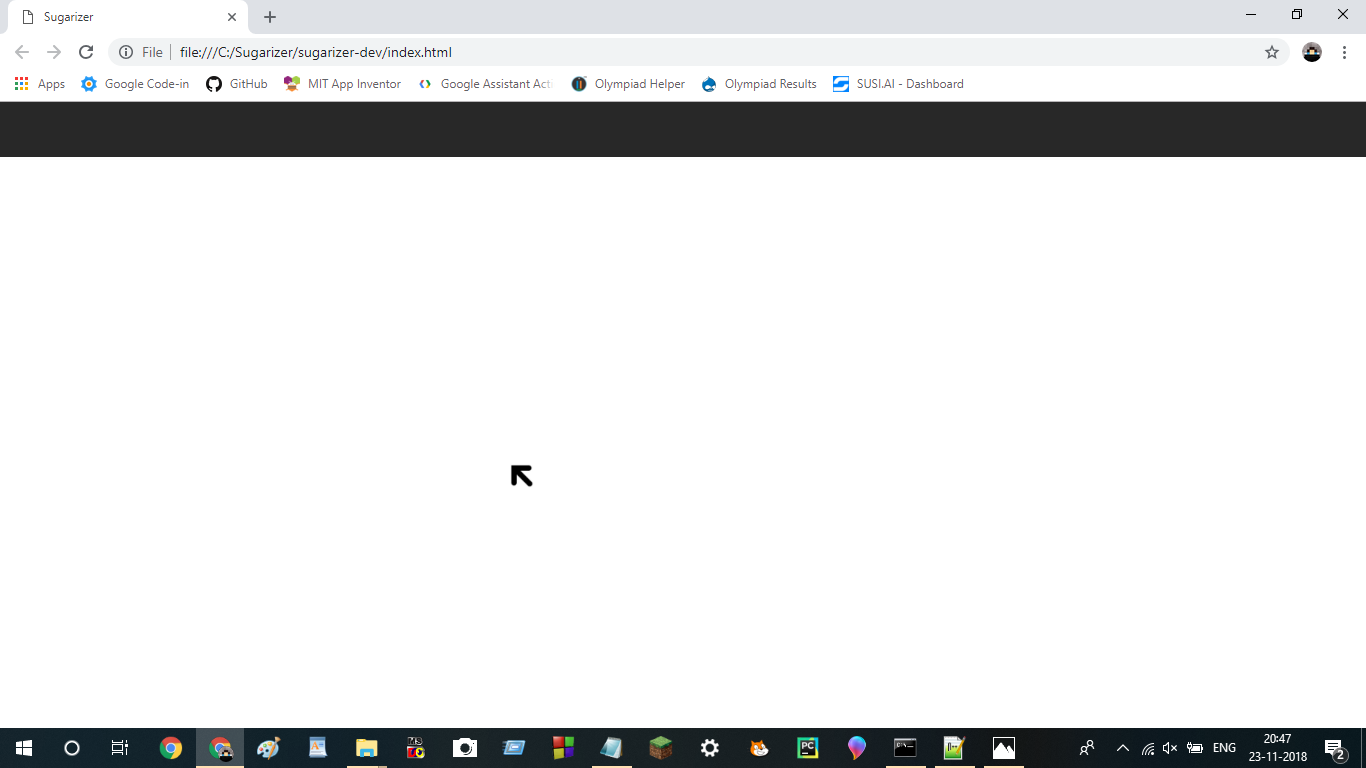 Sugarizer
File file:///C:/Sugarizer/sugarizer-dev/index.html
Apps Google Code-in GitHub MIT App Inventor Google Assistant Act Olympiad Helper Olympiad Results SUSI.AI - Dashboard
PC
ENG
20:47
23-11-2018
2